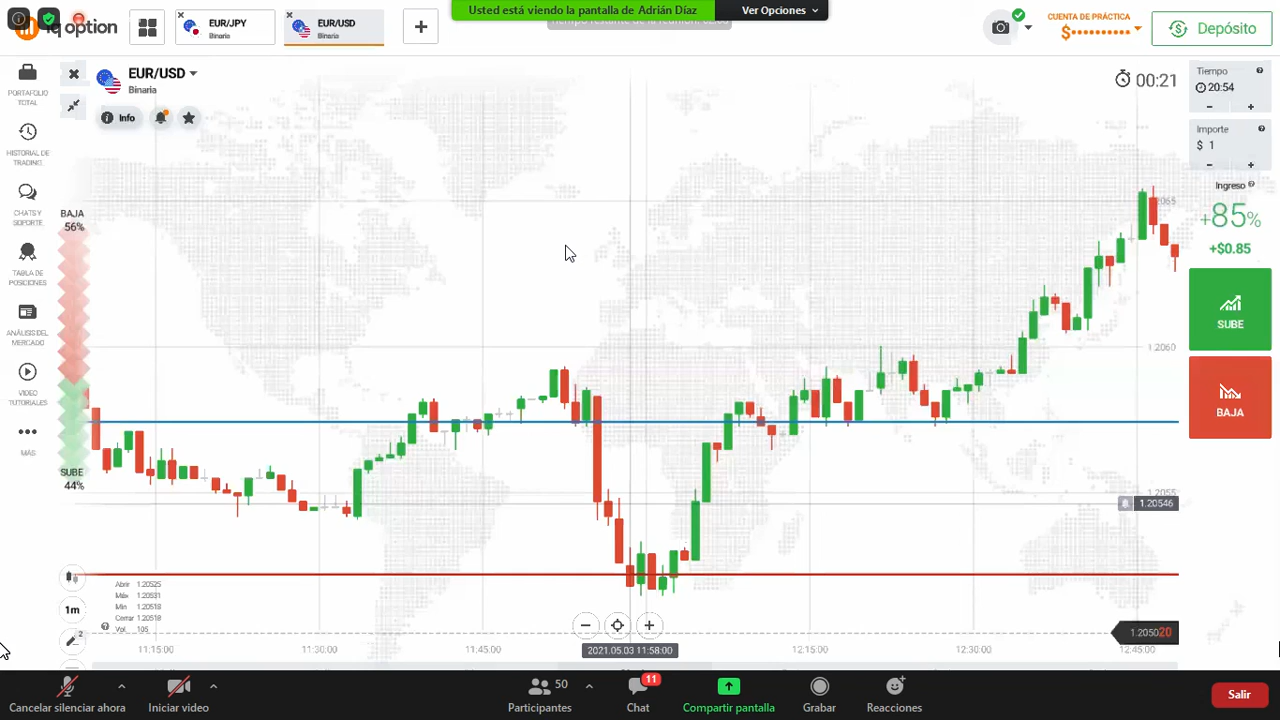 Usted está viendo la pantalla de Adrián Díaz
Ver Opciones
iq option
EUR/JPY
Binaria
EUR/USD
Binaria
CUENTA DE PRÁCTICA
$••••••••••
Depósito
PORTAFOLIO
TOTAL
HISTORIAL DE
TRADING
CHATS Y
SOPORTE
TABLA DE
POSICIONES
ANÁLISIS DEL
MERCADO
VIDEO
TUTORIALES
MÁS
EUR/USD
Binaria
Info
BAJA
56%
SUBE
44%
00:21
Tiempo
20:54
Importe
$ 1
Ingreso
+85%
+$0.85
SUBE
BAJA
1.2060
1.2055
1.20546
1.205020
Abrir 1.20525
Máx 1.20531
Mín 1.20518
Cerrar 1.20518
Vol. 105
1m
2
11:15:00
11:30:00
11:45:00
2021.05.03 11:58:00
12:15:00
12:30:00
12:45:00
Cancelar silenciar ahora
Iniciar video
50
Participantes
11
Chat
Compartir pantalla
Grabar
Reacciones
Salir